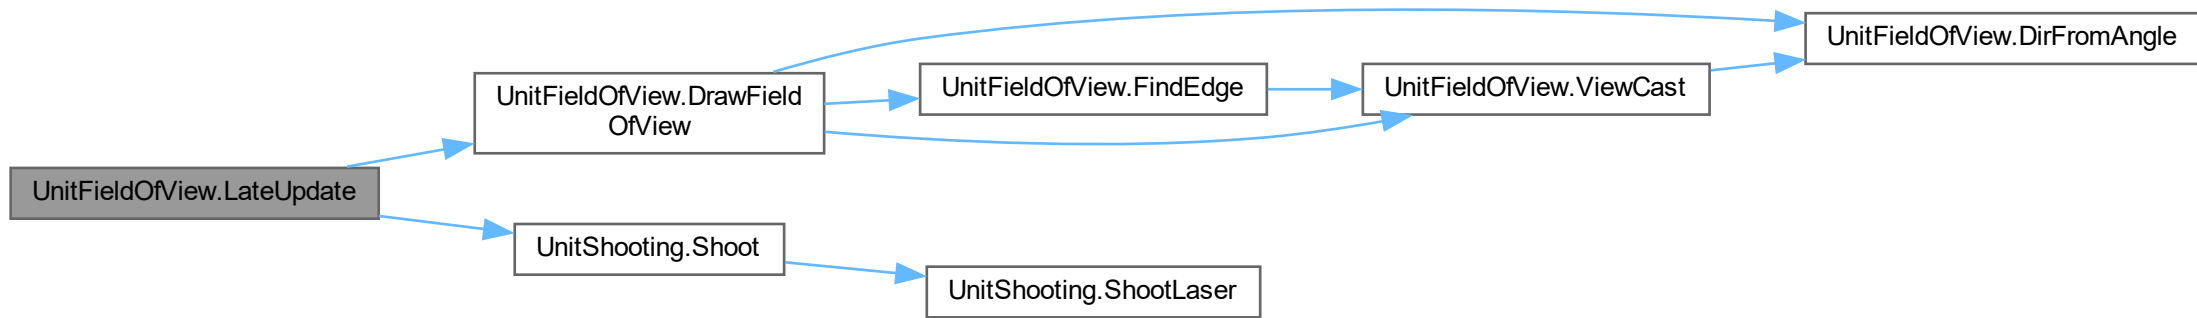 UnitFieldOfView.LateUpdate
UnitFieldOfView.DrawField
OfView
UnitFieldOfView.FindEdge
UnitFieldOfView.ViewCast
UnitFieldOfView.DirFromAngle
UnitShooting.Shoot
UnitShooting.ShootLaser